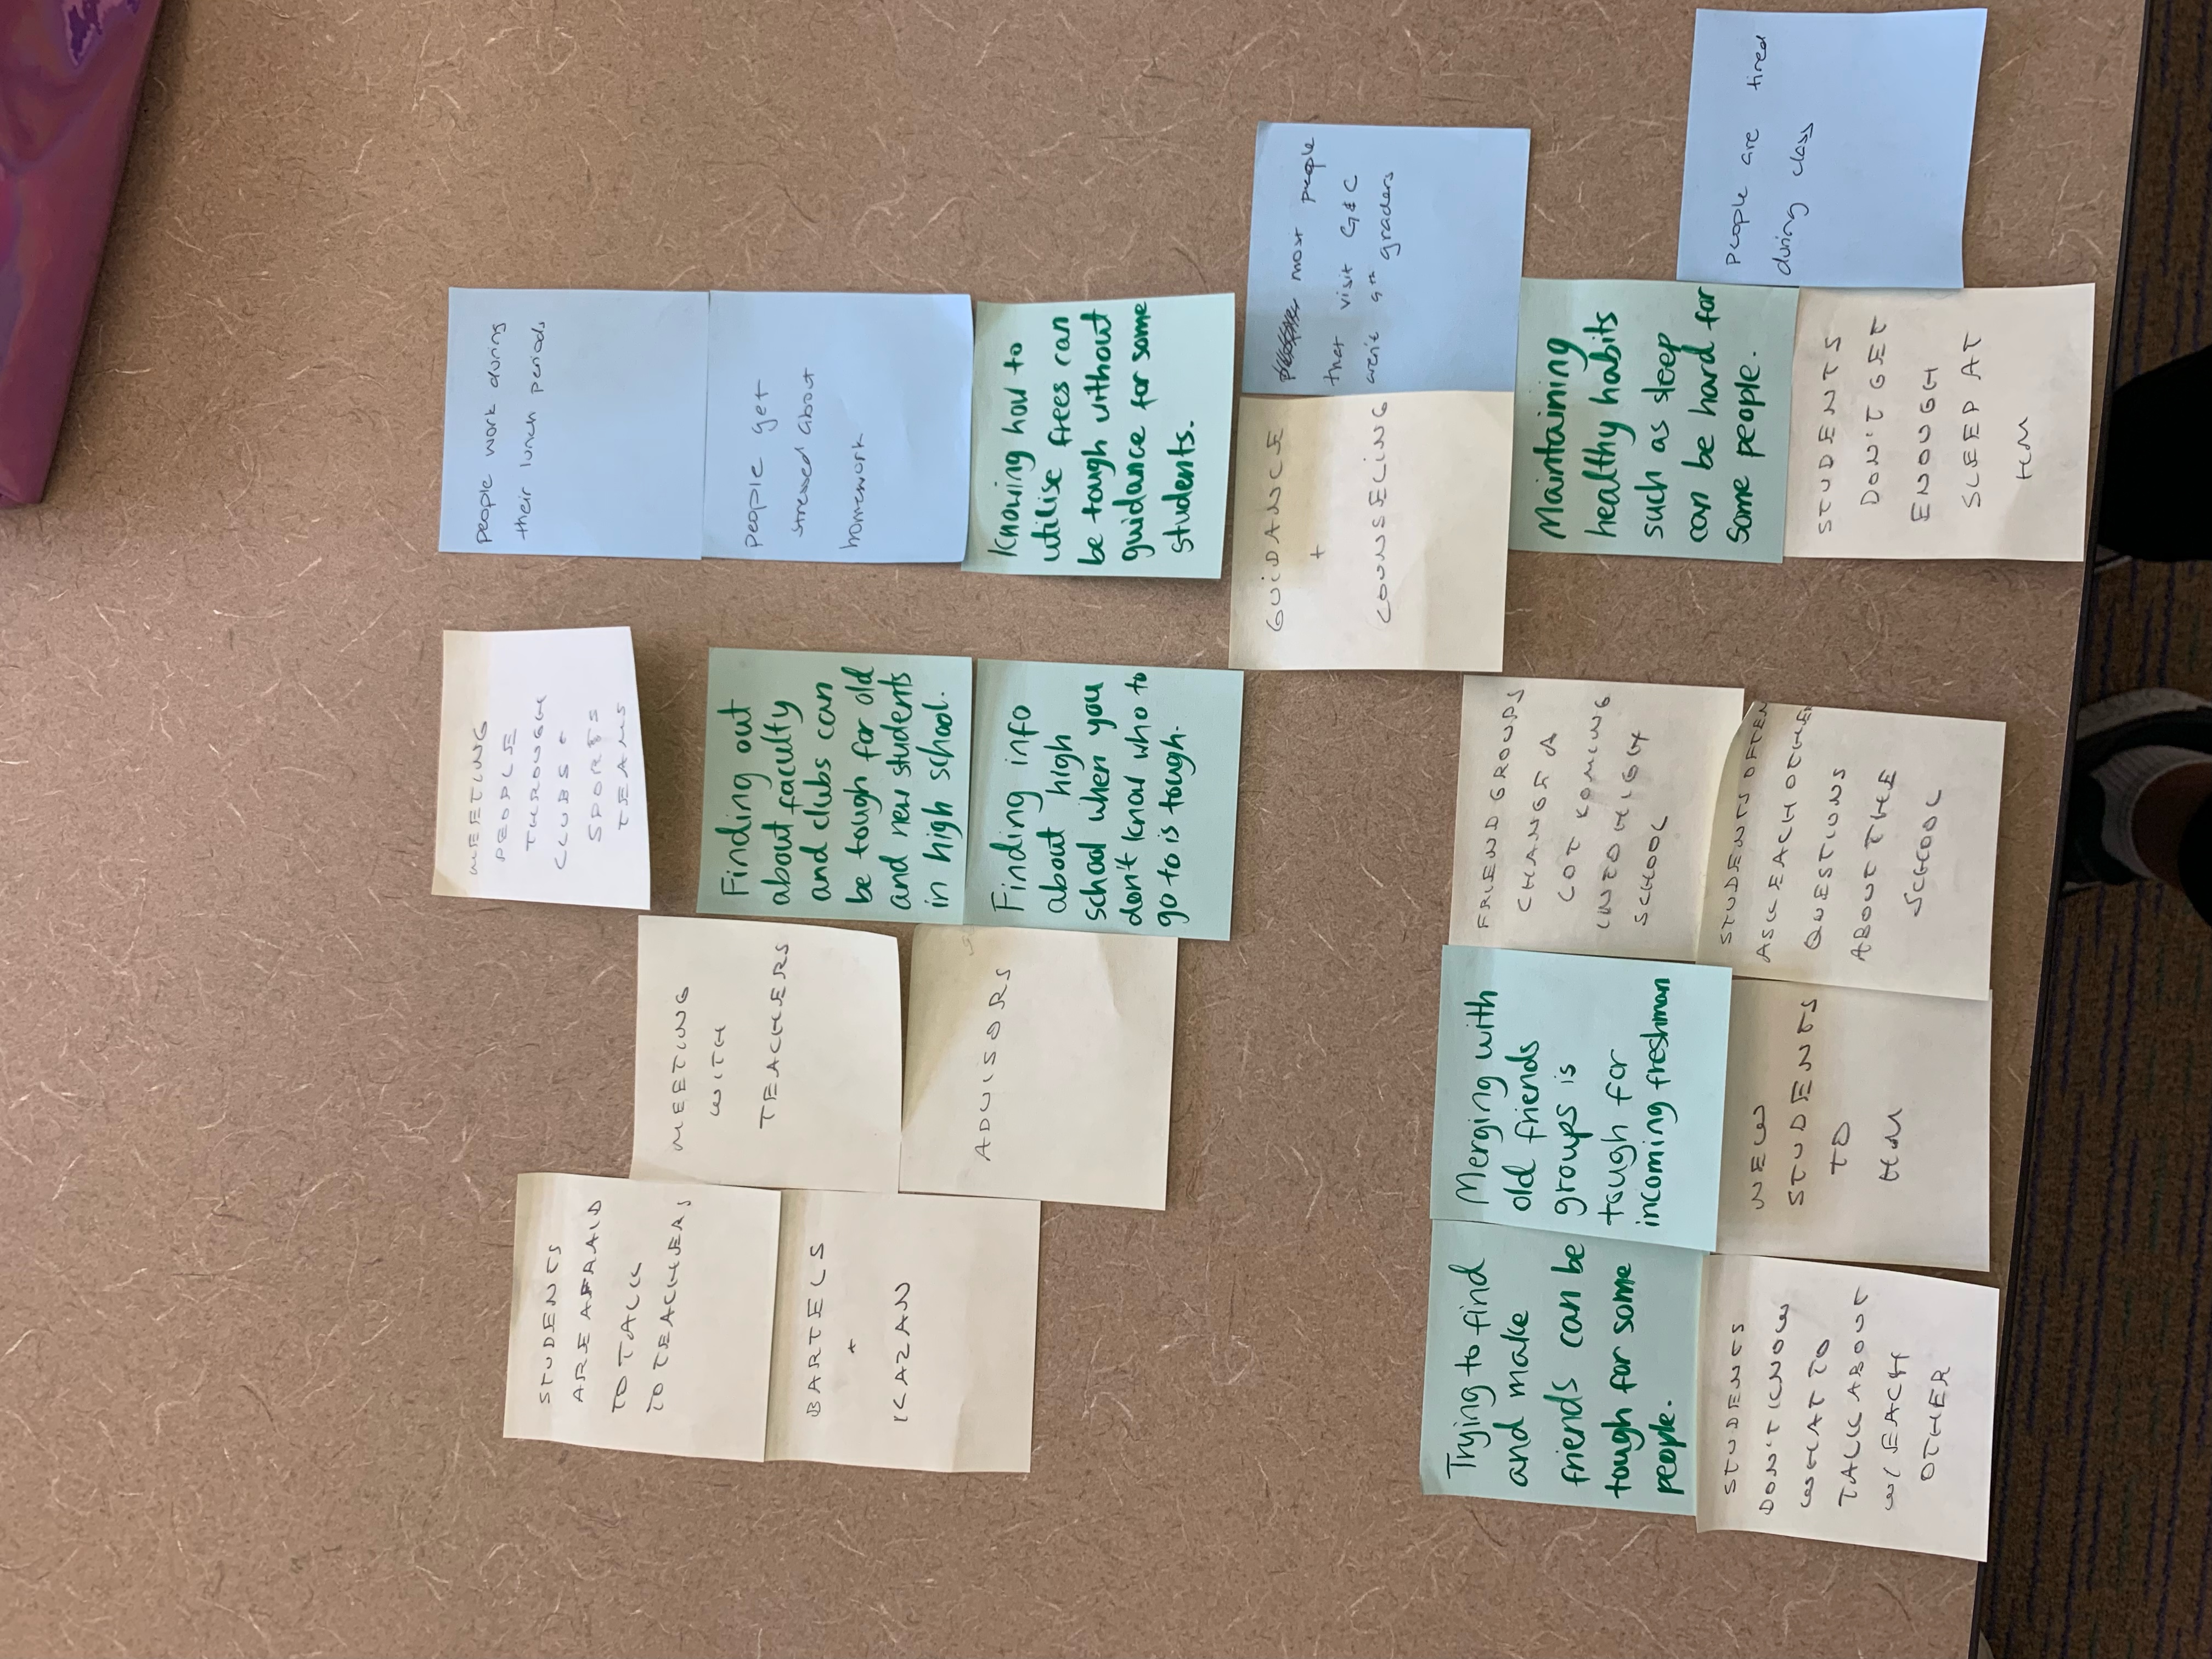 STUDENTS
ARE AFRAID
TO TALK
TO TEACHERS
BARTELS
+
KAZAN
MEETING
WITH
TEACHERS
ADVISORS
MEETING
PEOPLE
THROUGH
CLUBS +
SPORTS
TEAMS
Finding out
about faculty
and clubs can
be tough for old
and new students
in high school.
Finding info
about high
school when you
don't know who to
go to is tough.
people work during
their lunch periods
people get
stressed about
homework
Knowing how to
utilise frees can
be tough without
guidance for some
students.
GUIDANCE
+
COUNSELING
most people
that visit G&C
aren't 9th graders
Trying to find
and make
friends can be
tough for some
people.
Merging with
old friends
groups is
tough for
incoming freshman
FRIEND GROUPS
CHANGE A
LOT KOMING
INTO HIGH
SCHOOL
STUDENTS
DON'T KNOW
WHAT TO
TALK ABOUT
W/ EACH
OTHER
NEW
STUDENTS
TO
HM
STUDENTS OFTEN
ASK EACH OTHER
QUESTIONS
ABOUT THE
SCHOOL
Maintaining
healthy habits
such as sleep
can be hard for
some people.
people are tired
during class
STUDENTS
DON'T GET
ENOUGH
SLEEP AT
HM